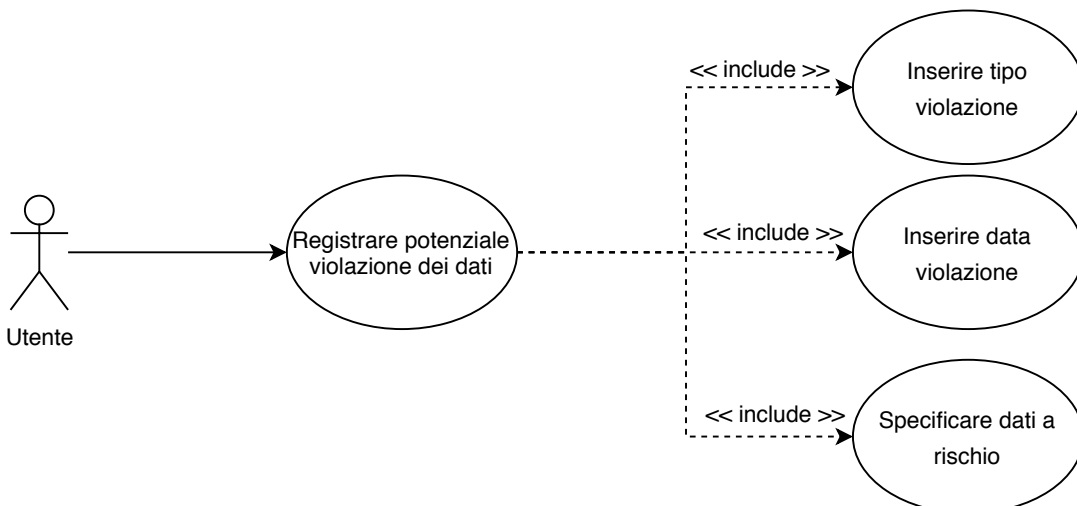 << include >>
Inserire tipo
violazione
Registrare potenziale
violazione dei dati
<< include >>
Inserire data
violazione
Utente
<< include >>
Specificare dati a
rischio